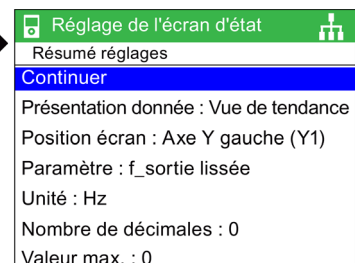 Réglage de l'écran d'état
Résumé réglages
Continuer
Présentation donnée : Vue de tendance
Position écran : Axe Y gauche (Y1)
Paramètre : f_sortie lissée
Unité : Hz
Nombre de décimales : 0
Valeur max. : 0